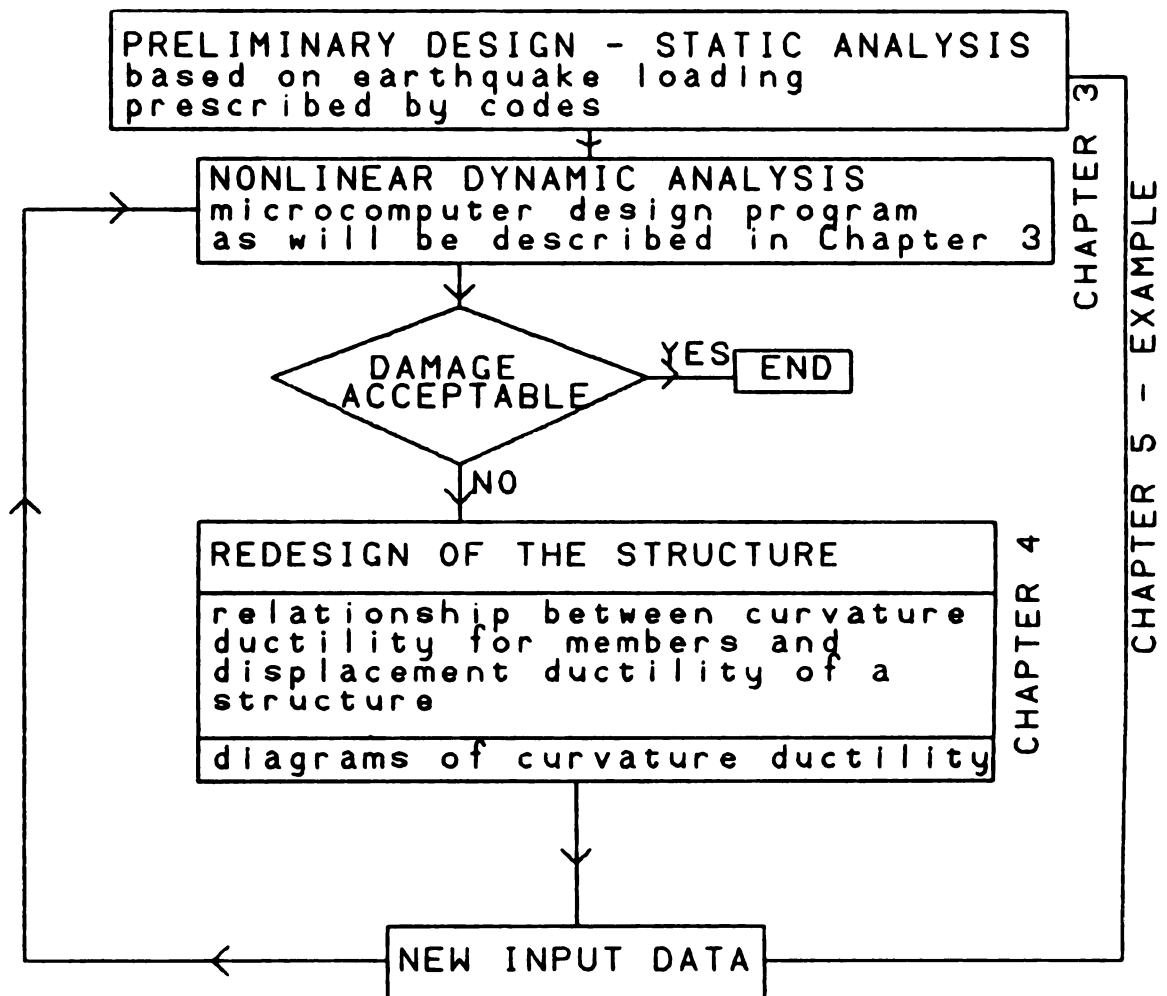 PRELIMINARY DESIGN - STATIC ANALYSIS
based on earthquake loading
prescribed by codes
CHAPTER 3
NONLINEAR DYNAMIC ANALYSIS
microcomputer design program
as will be described in Chapter 3
CHAPTER 5 - EXAMPLE
DAMAGE
ACCEPTABLE
YES
END
NO
REDESIGN OF THE STRUCTURE
relationship between curvature
ductility for members and
displacement ductility of a
structure
diagrams of curvature ductility
CHAPTER 4
NEW INPUT DATA